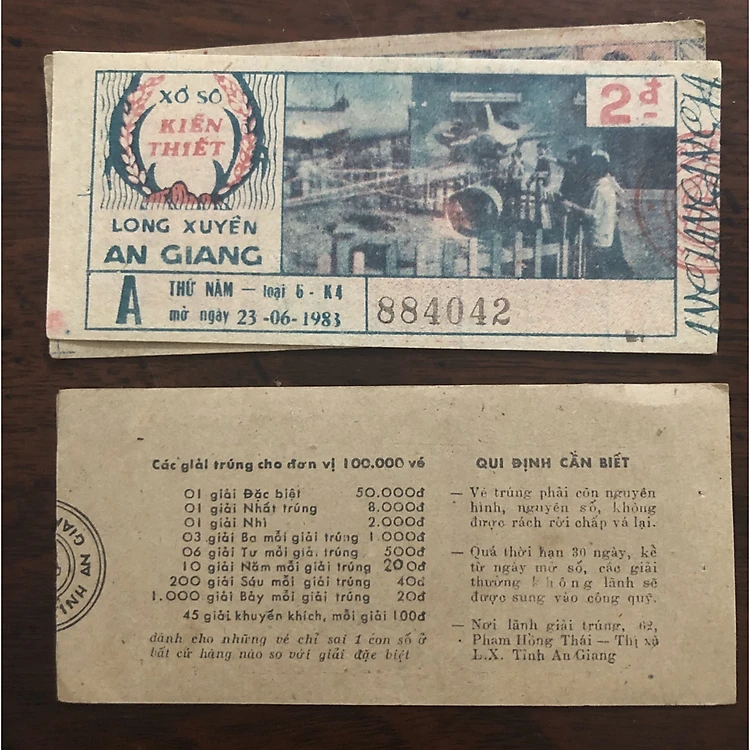 XỔ SỐ
KIẾN
THIẾT
LONG XUYÊN
AN GIANG
2đ
A
THỨ NĂM — loại 6 - K4
mở ngày 23-06-1983
884042
Các giải trúng cho đơn vị 100.000 vé
01 giải Đặc biệt 50.000đ
01 giải Nhất trúng 8.000đ
01 giải Nhì 2.000đ
03 giải Ba mỗi giải trúng 1.000đ
06 giải Tư mỗi giải trúng 500đ
10 giải Năm mỗi giải trúng 200đ
200 giải Sáu mỗi giải trúng 40đ
1.000 giải Bảy mỗi giải trúng 20đ
45 giải khuyến khích, mỗi giải 100đ
dành cho những vé chỉ sai 1 con số ở
bất cứ hàng nào so với giải đặc biệt
QUI ĐỊNH CẦN BIẾT
— Vé trúng phải còn nguyên
hình, nguyên số, không
được rách rời chắp vá lại.
— Quá thời hạn 30 ngày, kể
từ ngày mở số, các giải
thưởng không lãnh sẽ
được sung vào công quỹ.
— Nơi lãnh giải trúng, 62,
Phạm Hồng Thái — Thị xã
L.X. Tỉnh An Giang
ỈNH AN GIAN